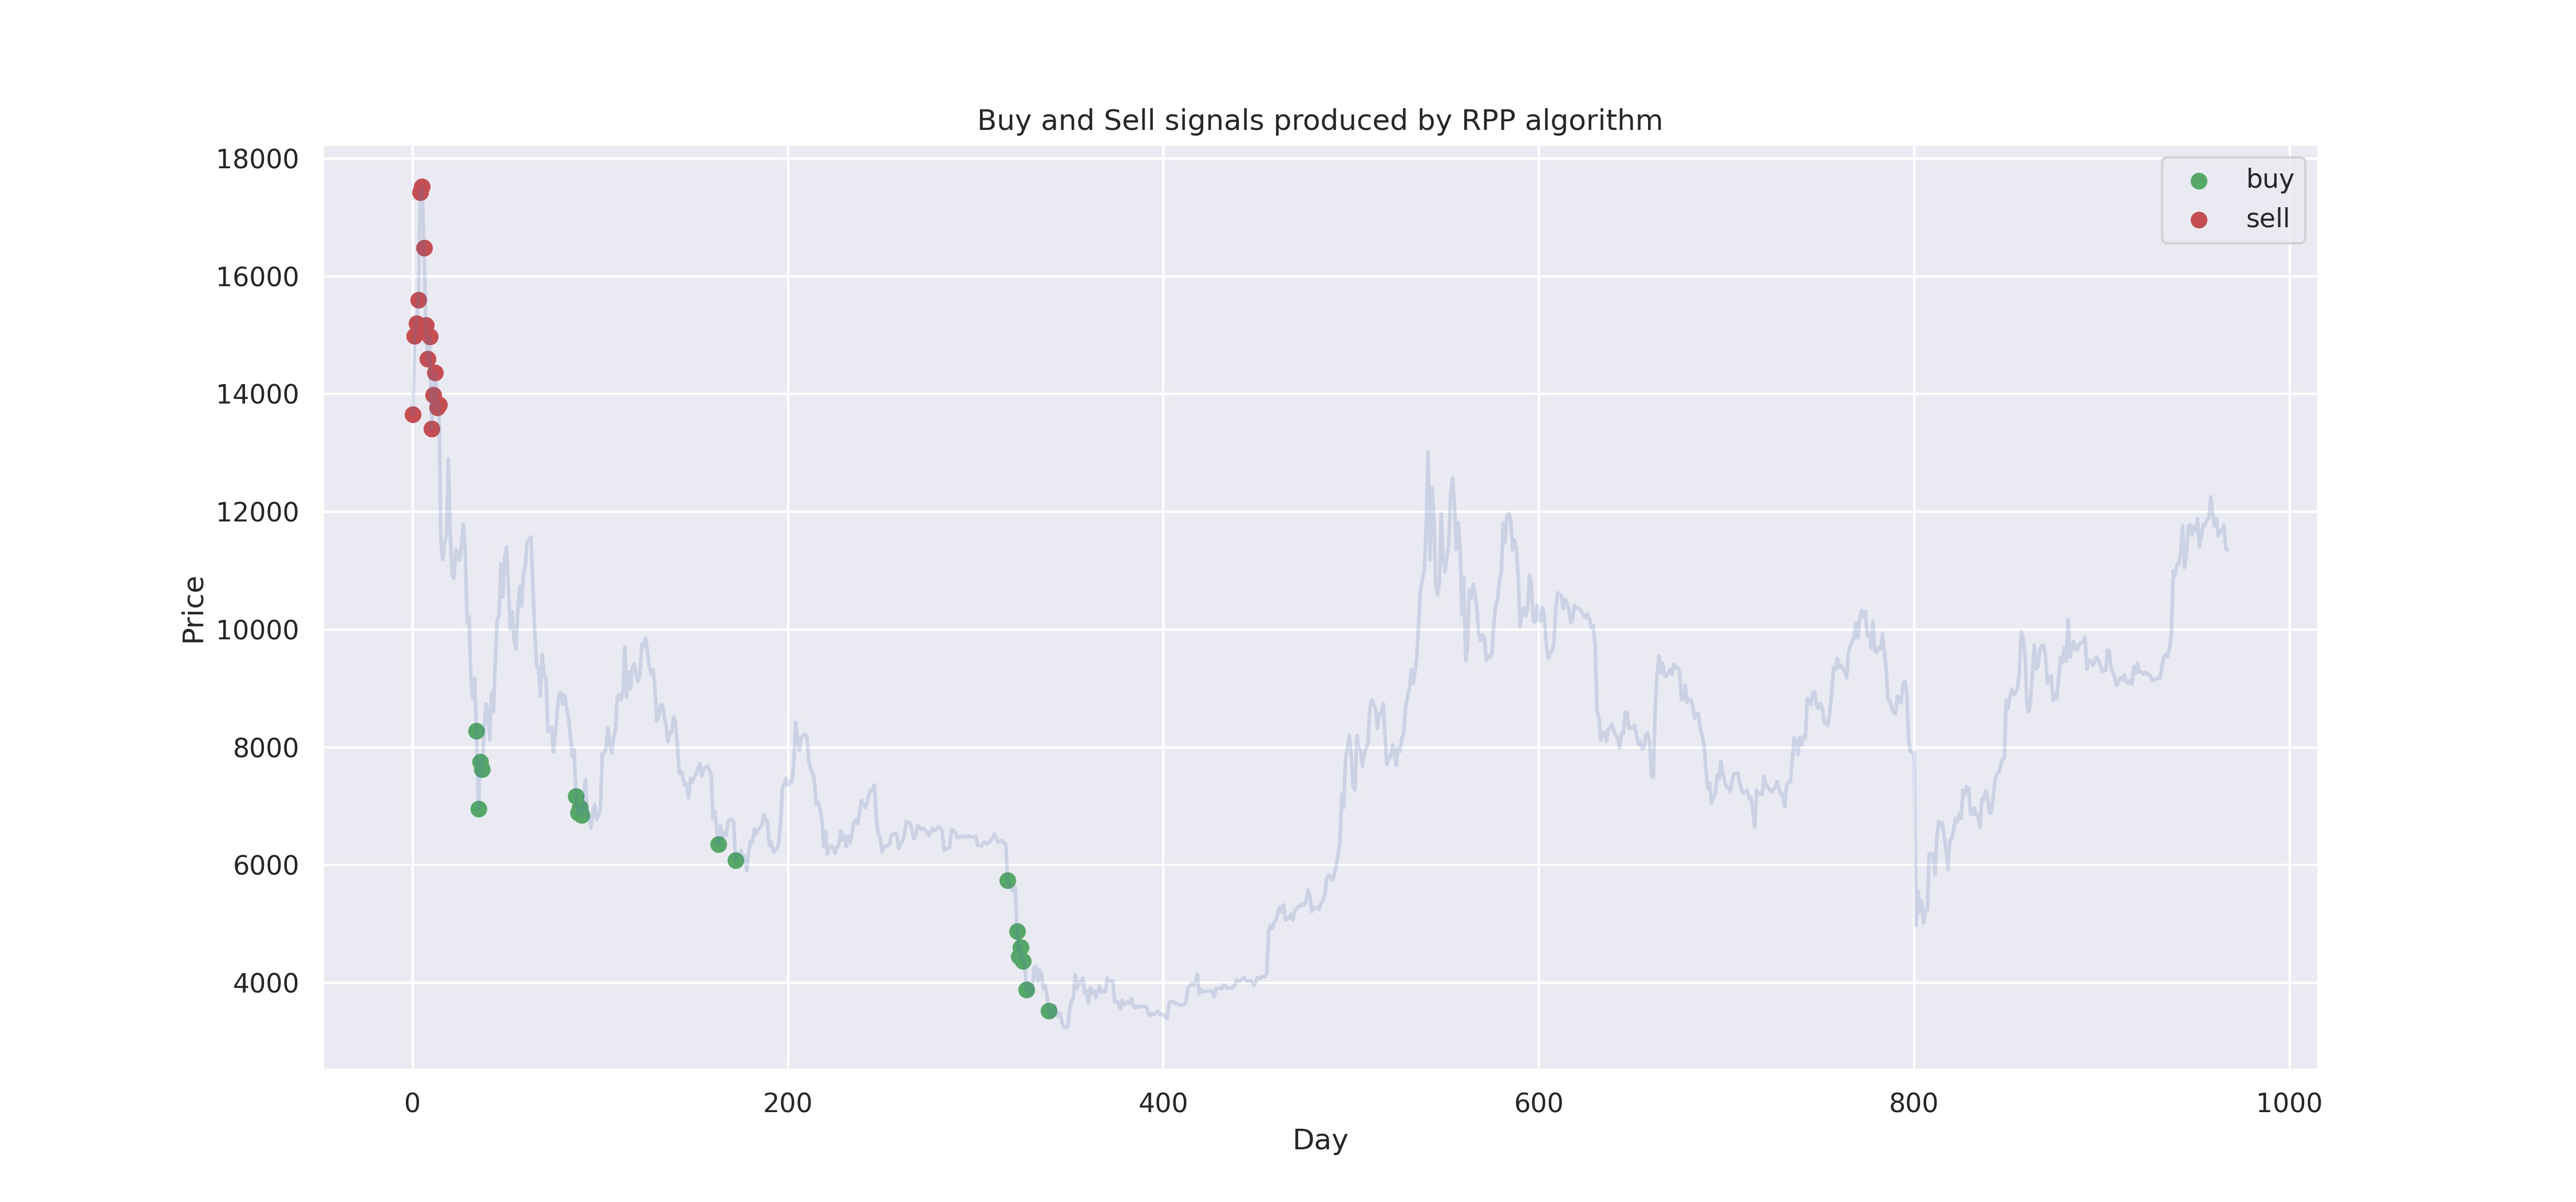 Buy and Sell signals produced by RPP algorithm
buy
sell
18000
16000
14000
12000
10000
8000
6000
4000
Price
0 200 400 600 800 1000
Day